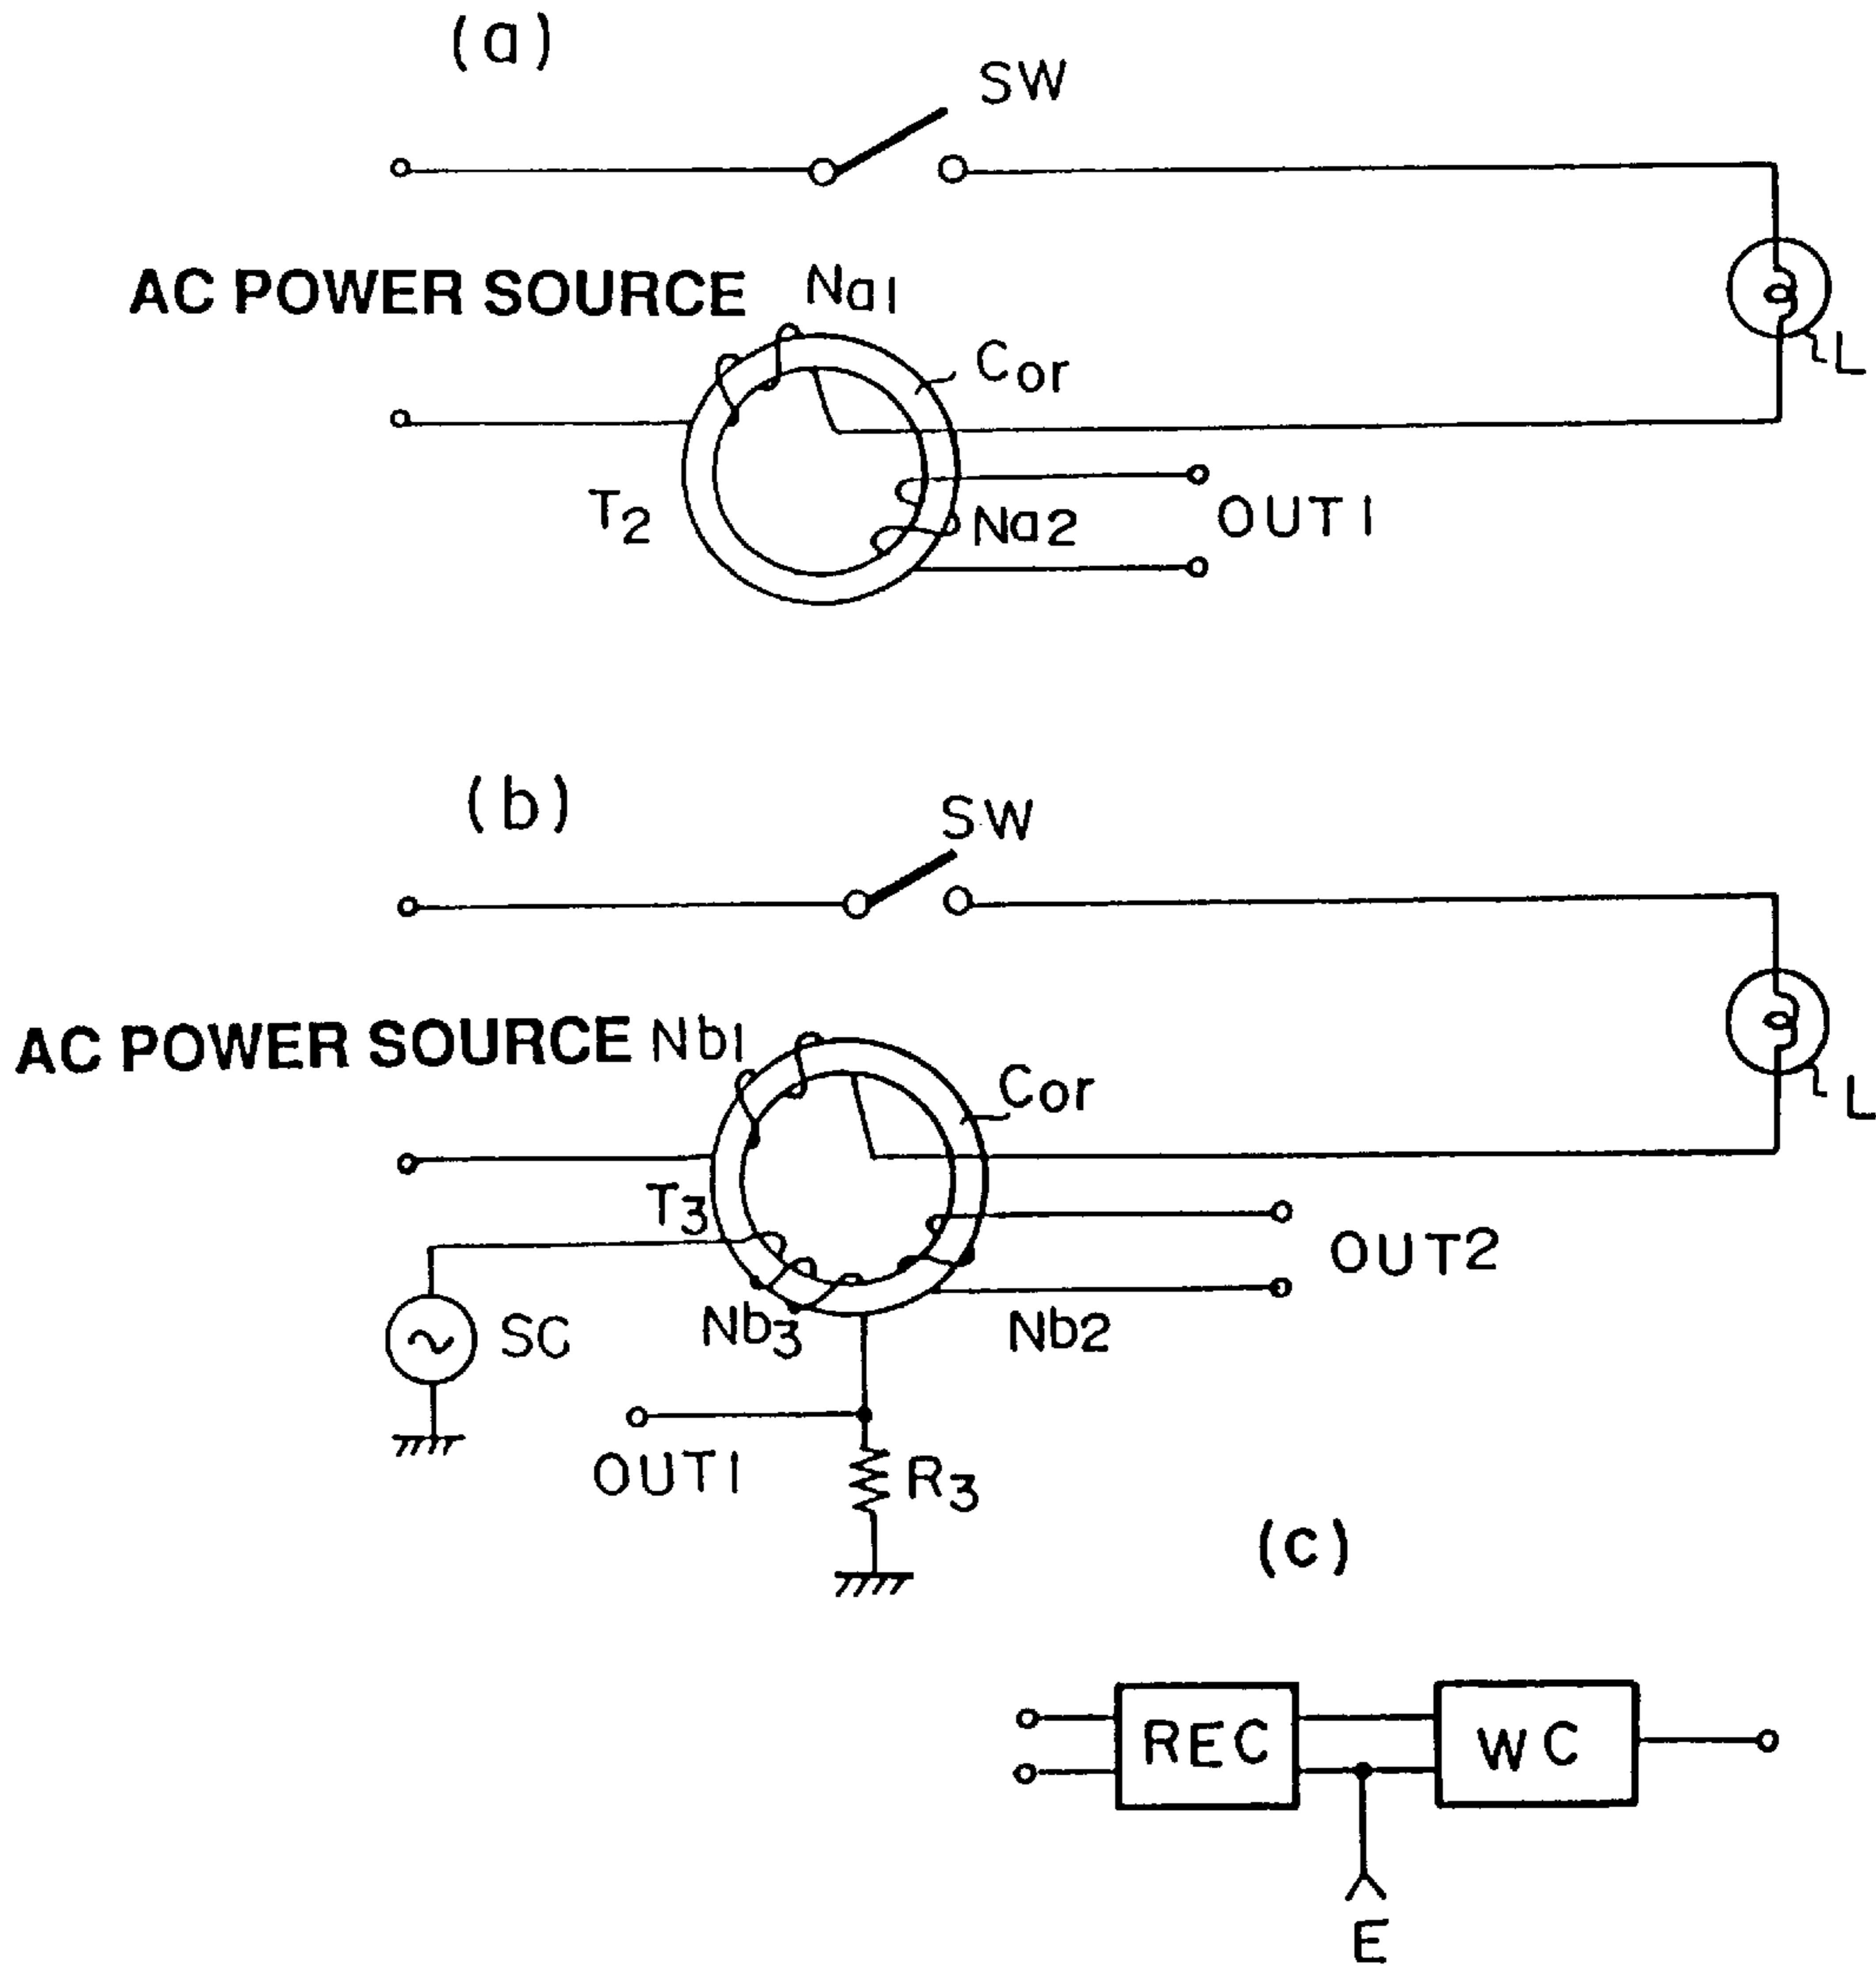 (a)
SW
AC POWER SOURCE Na1
Cor
L
T2
Na2
OUT1
(b)
SW
AC POWER SOURCE Nb1
Cor
L
T3
OUT2
SG
Nb3
Nb2
OUT1
R3
(c)
REC
WC
E